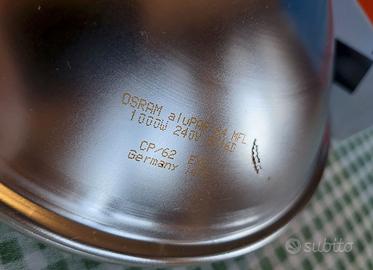 OSRAM aluPAR 64 MFL
1000W 240V
CP/62
Germany
subito